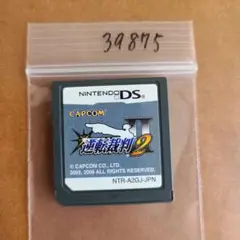 39875
NINTENDO DS
CAPCOM
逆転裁判2
© CAPCOM CO., LTD.
2002, 2006 ALL RIGHTS RESERVED.
NTR-A2GJ-JPN